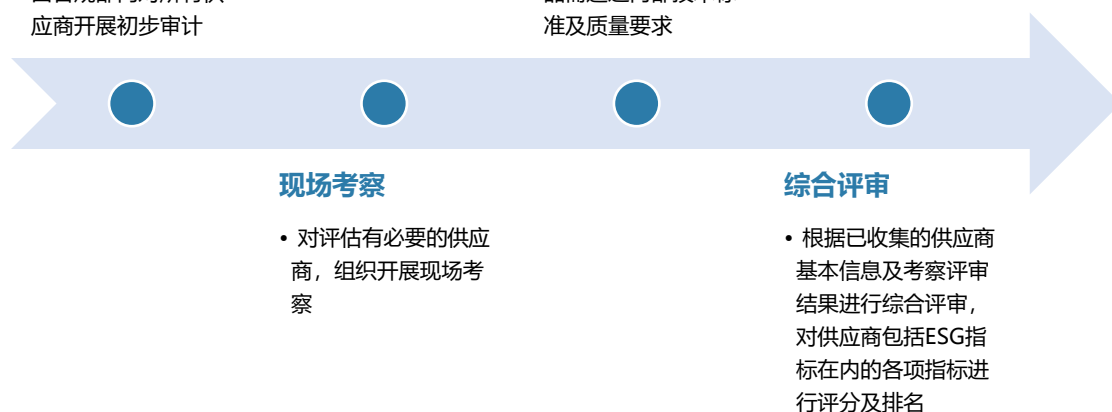 应商开展初步审计
准及质量要求
现场考察
• 对评估有必要的供应
商，组织开展现场考
察
综合评审
• 根据已收集的供应商
基本信息及考察评审
结果进行综合评审，
对供应商包括ESG指
标在内的各项指标进
行评分及排名